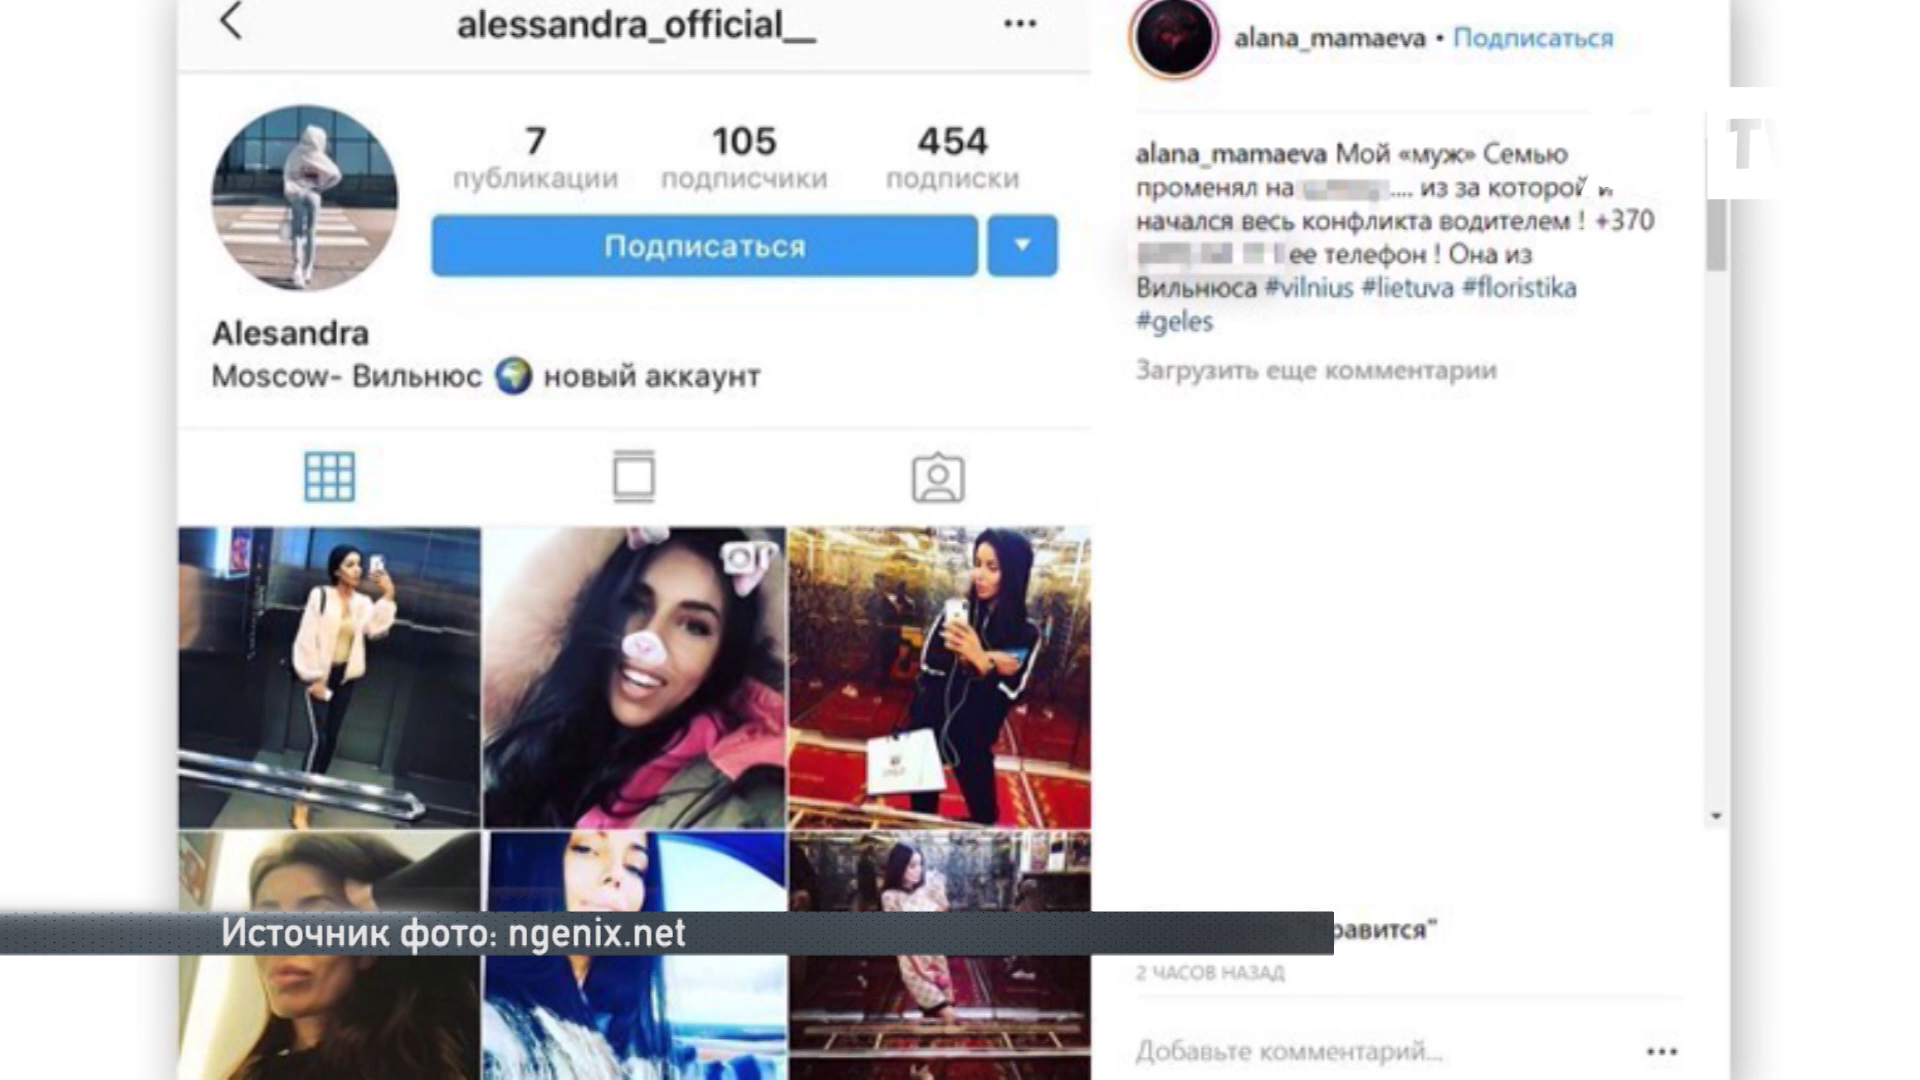 alessandra_official__
7
публикации
105
подписчики
454
подписки
Подписаться
Alesandra
Moscow- Вильнюс новый аккаунт
alana_mamaeva • Подписаться
alana_mamaeva Мой «муж» Семью
променял на .... из за которой и
начался весь конфликта водителем ! +370
ее телефон ! Она из
Вильнюса #vilnius #lietuva #floristika
#geles
Загрузить еще комментарии
равится"
2 ЧАСОВ НАЗАД
Добавьте комментарий...
Источник фото: ngenix.net